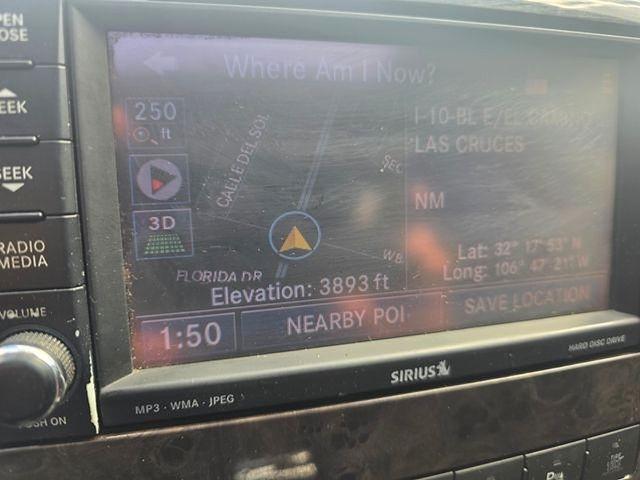 OPEN
CLOSE
SEEK
SEEK
RADIO
MEDIA
VOLUME
PUSH ON
Where Am I Now?
250
ft
3D
CALLE DEL SOL
SEC
WB
FLORIDA DR
I-10-BL E/EL
LAS CRUCES
NM
Lat: 32° 17' 53" N
Long: 106° 47' 21" W
Elevation: 3893 ft
1:50
NEARBY POI
SAVE LOCATION
SIRIUS
HARD DISC DRIVE
MP3 · WMA · JPEG